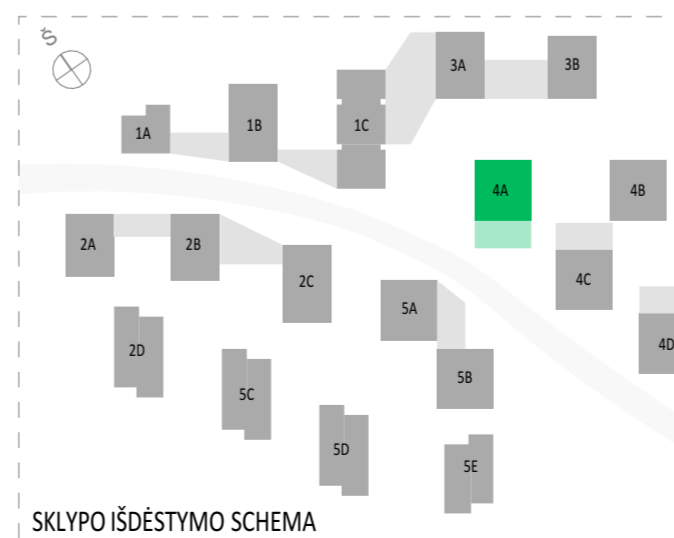 Š
3A
3B
1A
1B
1C
4A
4B
2A
2B
2C
4C
5A
4D
2D
5B
5C
5D
5E
SKLYPO IŠDĖSTYMO SCHEMA